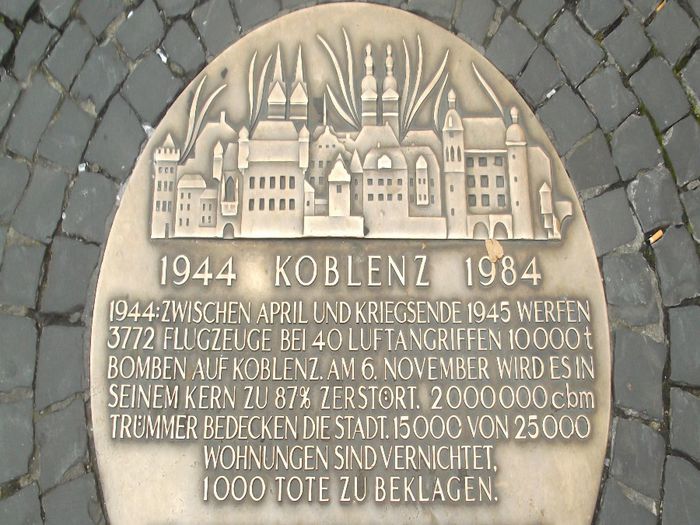 1944 KOBLENZ 1984
1944: ZWISCHEN APRIL UND KRIEGSENDE 1945 WERFEN
3772 FLUGZEUGE BEI 40 LUFTANGRIFFEN 10000 t
BOMBEN AUF KOBLENZ. AM 6. NOVEMBER WIRD ES IN
SEINEM KERN ZU 87% ZERSTÖRT. 2000000 cbm
TRÜMMER BEDECKEN DIE STADT. 15000 VON 25000
WOHNUNGEN SIND VERNICHTET,
1000 TOTE ZU BEKLAGEN.